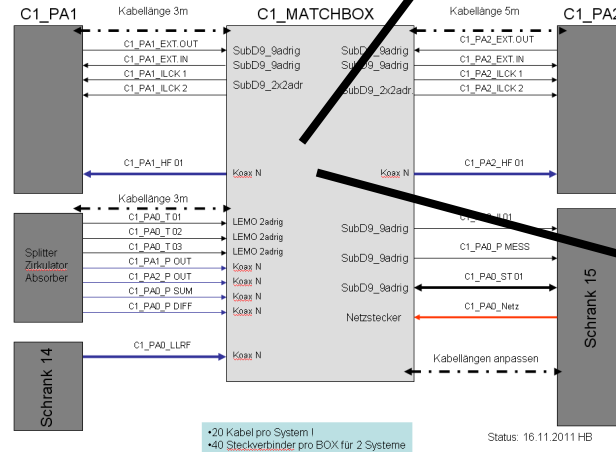 C1_PA1
Kabellänge 3m
C1_MATCHBOX
Kabellänge 5m
C1_PA2
C1_PA1_EXT.OUT
C1_PA1_EXT.IN
C1_PA1_ILCK 1
C1_PA1_ILCK 2
SubD9_9adrig
SubD9_9adrig
SubD9_2x2adr
SubD9_9adrig
SubD9_9adrig
SubD9_2x2adr.
C1_PA2_EXT.OUT
C1_PA2_EXT.IN
C1_PA2_ILCK 1
C1_PA2_ILCK 2
C1_PA1_HF 01
Koax N
Koax N
C1_PA2_HF 01
Kabellänge 3m
Splitter
Zirkulator
Absorber
C1_PA0_T 01
C1_PA0_T 02
C1_PA0_T 03
C1_PA1_P OUT
C1_PA2_P OUT
C1_PA0_P SUM
C1_PA0_P DIFF
LEMO 2adrig
LEMO 2adrig
LEMO 2adrig
Koax N
Koax N
Koax N
Koax N
SubD9_9adrig
SubD9_9adrig
SubD9_9adrig
Netzstecker
C1_PA0_P MESS
C1_PA0_ST 01
C1_PA0_Netz
Schrank 15
Schrank 14
C1_PA0_LLRF
Koax N
Kabellängen anpassen
•20 Kabel pro System !
•40 Steckverbinder pro BOX für 2 Systeme
Status: 16.11.2011 HB